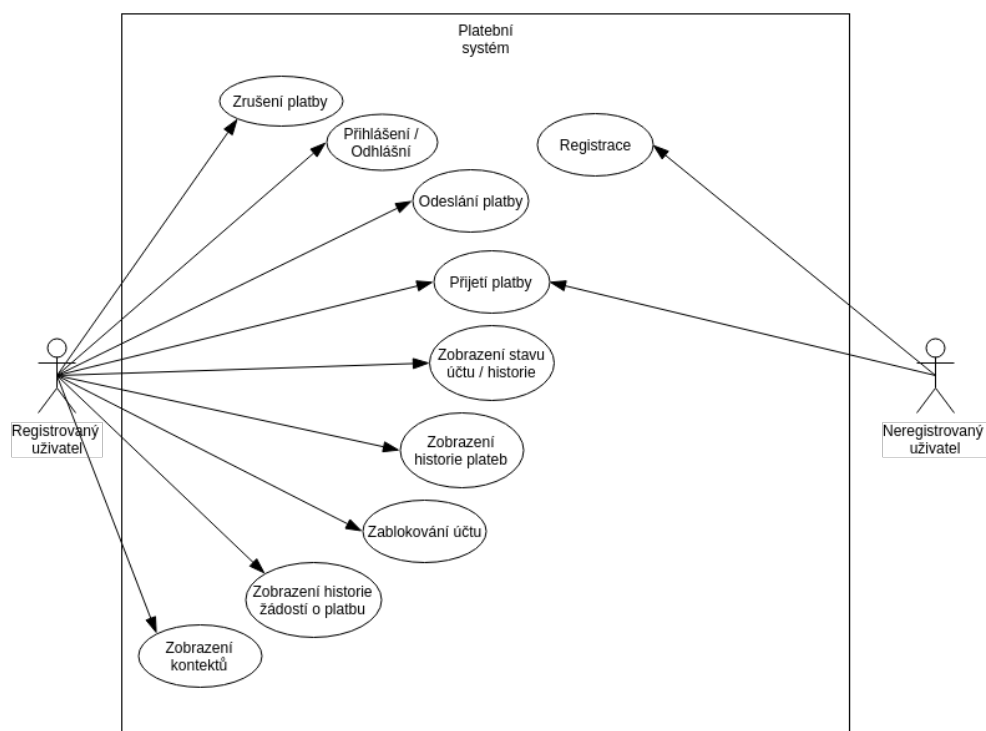 Platební
systém
Zrušení platby
Přihlášení /
Odhlášní
Registrace
Odeslání platby
Přijetí platby
Zobrazení stavu
účtu / historie
Registrovaný
uživatel
Neregistrovaný
uživatel
Zobrazení
historie plateb
Zablokování účtu
Zobrazení historie
žádostí o platbu
Zobrazení
kontektů